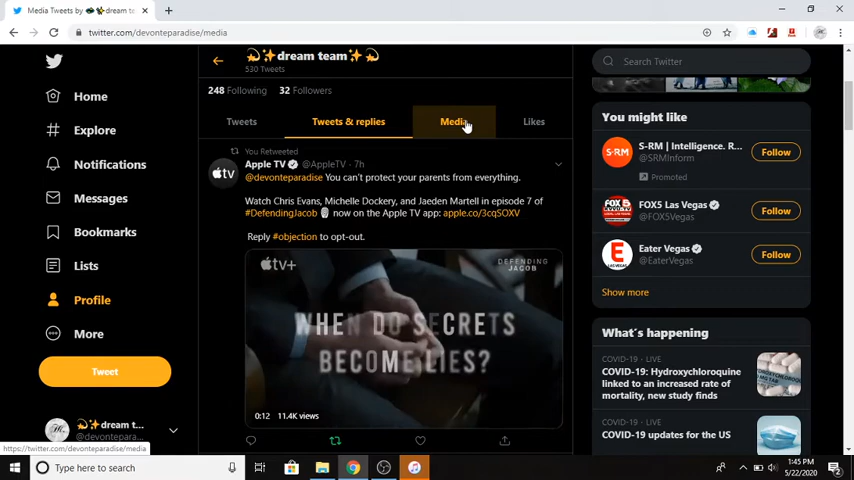 Media Tweets by 🕶✨dream tea
twitter.com/devonteparadise/media
💫✨dream team✨💫
530 Tweets
248 Following 32 Followers
Tweets Tweets & replies Media Likes
Home
Explore
Notifications
Messages
Bookmarks
Lists
Profile
More
Tweet
💫✨dream t...
@devontepara...
https://twitter.com/devonteparadise/media
You Retweeted
Apple TV @AppleTV · 7h
@devonteparadise You can't protect your parents from everything.
Watch Chris Evans, Michelle Dockery, and Jaeden Martell in episode 7 of
#DefendingJacob now on the Apple TV app: apple.co/3cqSOXV
Reply #objection to opt-out.
tv+
DEFENDING
JACOB
WHEN DO SECRETS
BECOME LIES?
0:12 11.4K views
Search Twitter
You might like
S-RM | Intelligence. R...
@SRMInform
Promoted
Follow
FOX5 Las Vegas
@FOX5Vegas
Follow
Eater Vegas
@EaterVegas
Follow
Show more
What's happening
COVID-19 · LIVE
COVID-19: Hydroxychloroquine
linked to an increased rate of
mortality, new study finds
COVID-19 · LIVE
COVID-19 updates for the US
Type here to search
1:45 PM
5/22/2020